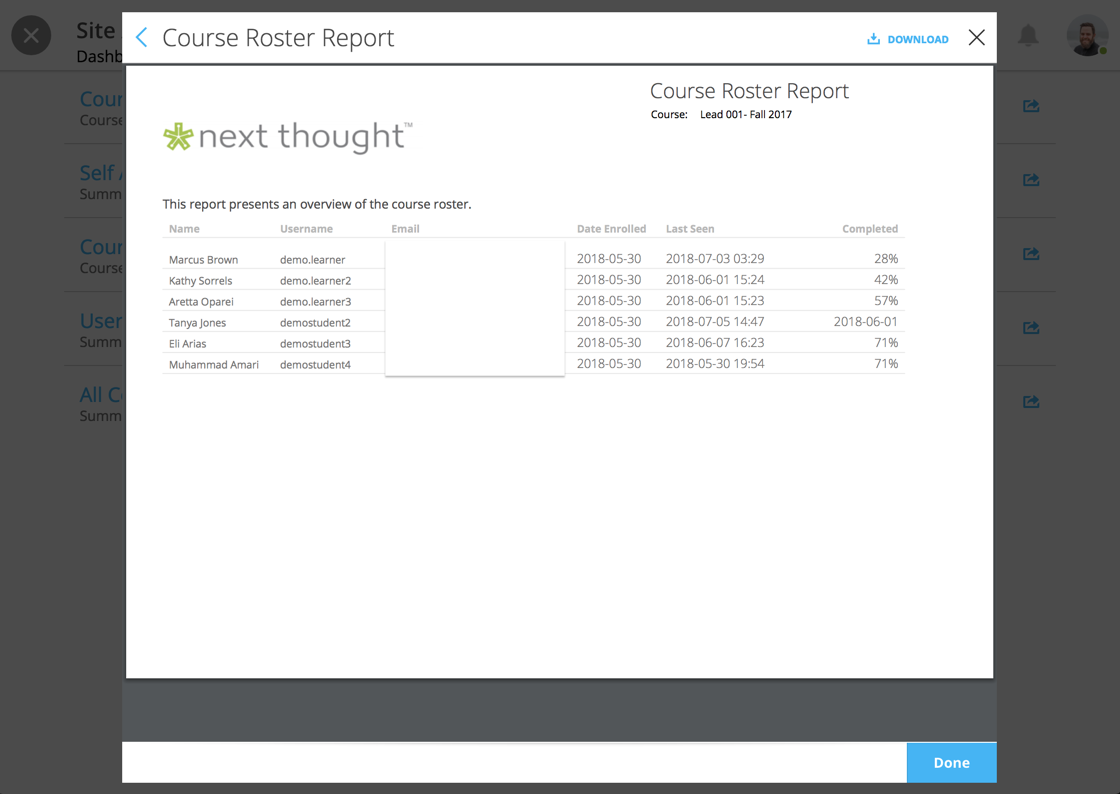 Site
Dashb
Course Roster Report
DOWNLOAD
Cour
Course
Self A
Summ
Cour
Course
User
Summ
All Co
Summ
Course Roster Report
Course: Lead 001- Fall 2017
next thought™
This report presents an overview of the course roster.
Name Username Email Date Enrolled Last Seen Completed
Marcus Brown demo.learner 2018-05-30 2018-07-03 03:29 28%
Kathy Sorrels demo.learner2 2018-05-30 2018-06-01 15:24 42%
Aretta Oparei demo.learner3 2018-05-30 2018-06-01 15:23 57%
Tanya Jones demostudent2 2018-05-30 2018-07-05 14:47 2018-06-01
Eli Arias demostudent3 2018-05-30 2018-06-07 16:23 71%
Muhammad Amari demostudent4 2018-05-30 2018-05-30 19:54 71%
Done